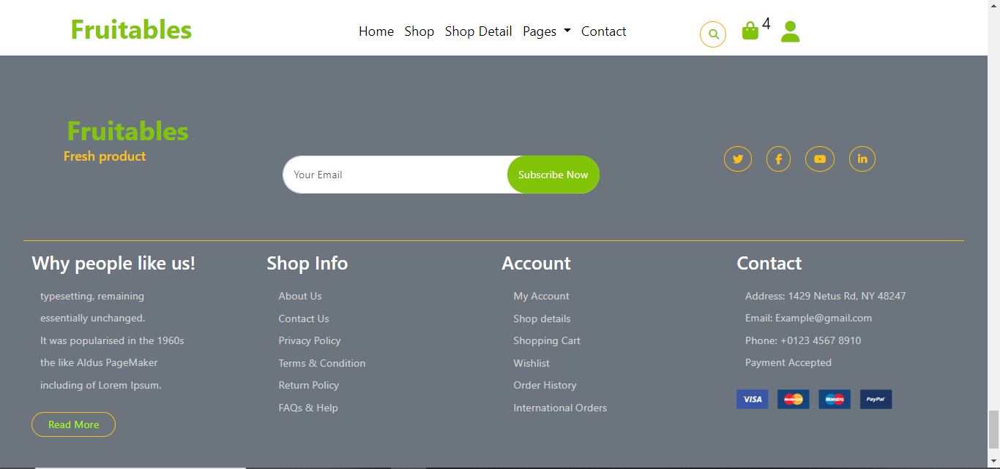 Fruitables
Home Shop Shop Detail Pages Contact
4
Fruitables
Fresh product
Your Email
Subscribe Now
Why people like us!
typesetting, remaining
essentially unchanged.
It was popularised in the 1960s
the like Aldus PageMaker
including of Lorem Ipsum.
Read More
Shop Info
About Us
Contact Us
Privacy Policy
Terms & Condition
Return Policy
FAQs & Help
Account
My Account
Shop details
Shopping Cart
Wishlist
Order History
International Orders
Contact
Address: 1429 Netus Rd, NY 48247
Email: Example@gmail.com
Phone: +0123 4567 8910
Payment Accepted
VISA MasterCard Maestro PayPal